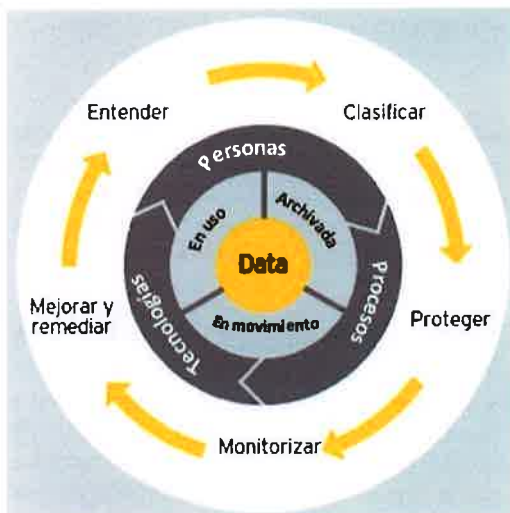 Entender
Clasificar
Personas
En uso
Archivada
Data
Tecnologías
Procesos
En movimiento
Mejorar y
remediar
Proteger
Monitorizar